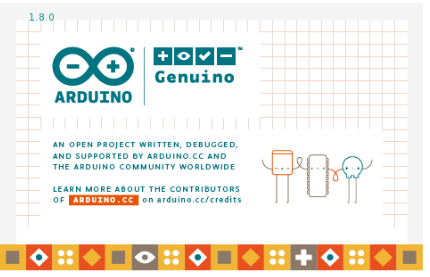 1.8.0
ARDUINO
Genuino
AN OPEN PROJECT WRITTEN, DEBUGGED,
AND SUPPORTED BY ARDUINO.CC AND
THE ARDUINO COMMUNITY WORLDWIDE
LEARN MORE ABOUT THE CONTRIBUTORS
OF ARDUINO.CC on arduino.cc/credits